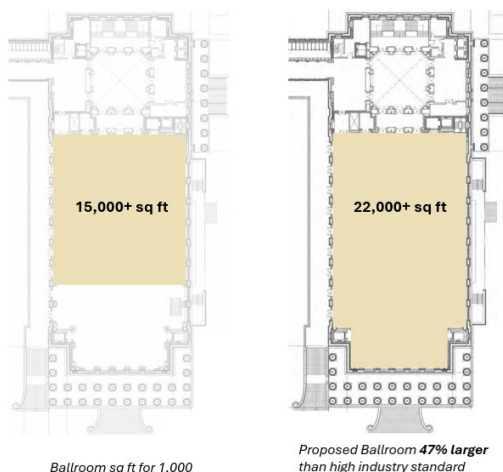 15,000+ sq ft
22,000+ sq ft
Ballroom sq ft for 1,000
Proposed Ballroom 47% larger
than high industry standard